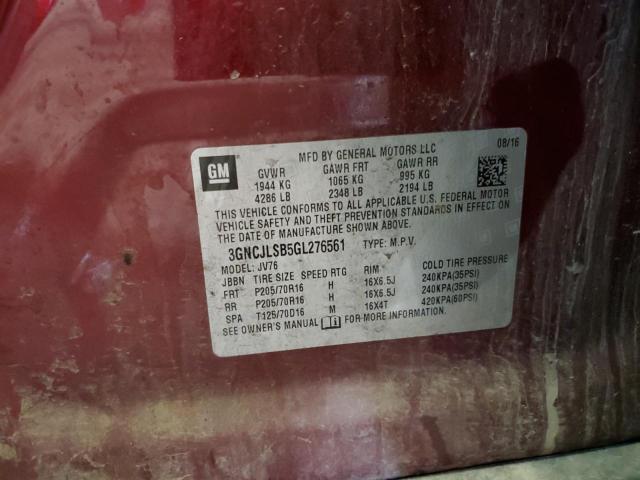 GM
MFD BY GENERAL MOTORS LLC 08/16
GVWR GAWR FRT GAWR RR
1944 KG 1065 KG 995 KG
4286 LB 2348 LB 2194 LB
THIS VEHICLE CONFORMS TO ALL APPLICABLE U.S. FEDERAL MOTOR
VEHICLE SAFETY AND THEFT PREVENTION STANDARDS IN EFFECT ON
THE DATE OF MANUFACTURE SHOWN ABOVE.
3GNCJLSB5GL276561 TYPE: M.P.V.
MODEL: JV76
JBBN TIRE SIZE SPEED RTG RIM COLD TIRE PRESSURE
FRT P205/70R16 H 16X6.5J 240KPA(35PSI)
RR P205/70R16 H 16X6.5J 240KPA(35PSI)
SPA T125/70D16 M 16X4T 420KPA(60PSI)
SEE OWNER'S MANUAL FOR MORE INFORMATION.